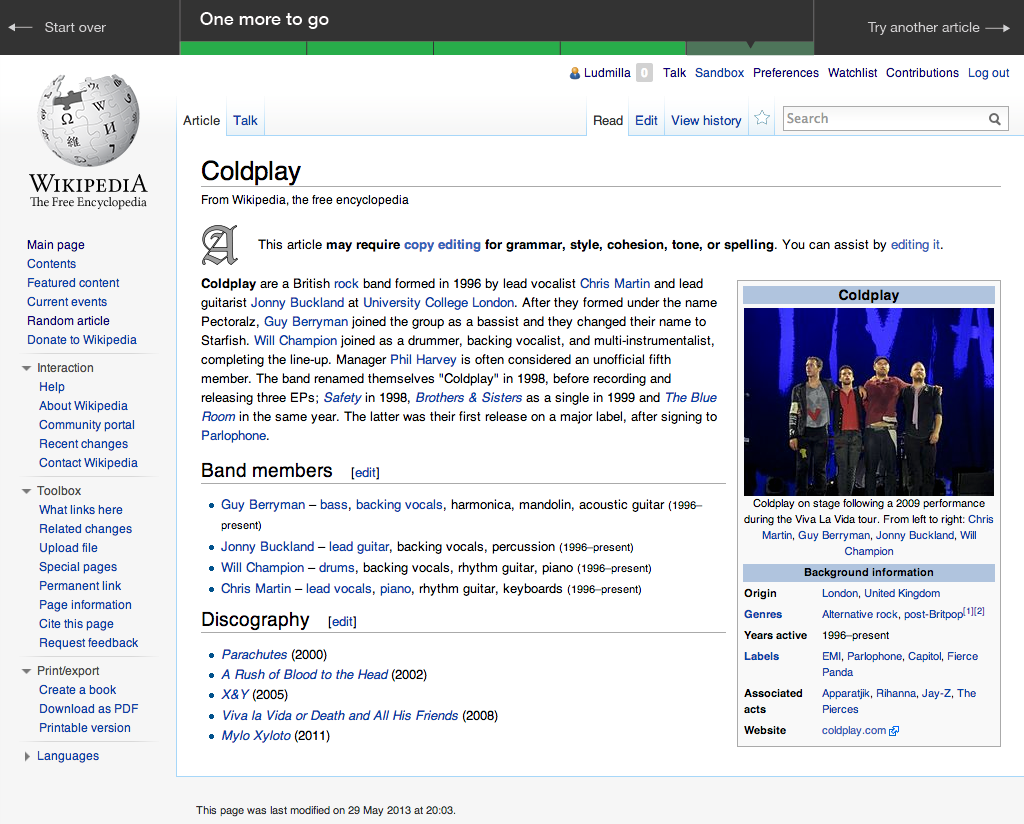 Start over
One more to go
Try another article
Ludmilla 0 Talk Sandbox Preferences Watchlist Contributions Log out
Article Talk Read Edit View history Search
WIKIPEDIA
The Free Encyclopedia
Main page
Contents
Featured content
Current events
Random article
Donate to Wikipedia
Interaction
Help
About Wikipedia
Community portal
Recent changes
Contact Wikipedia
Toolbox
What links here
Related changes
Upload file
Special pages
Permanent link
Page information
Cite this page
Request feedback
Print/export
Create a book
Download as PDF
Printable version
Languages
Coldplay
From Wikipedia, the free encyclopedia
This article may require copy editing for grammar, style, cohesion, tone, or spelling. You can assist by editing it.
Coldplay are a British rock band formed in 1996 by lead vocalist Chris Martin and lead
guitarist Jonny Buckland at University College London. After they formed under the name
Pectoralz, Guy Berryman joined the group as a bassist and they changed their name to
Starfish. Will Champion joined as a drummer, backing vocalist, and multi-instrumentalist,
completing the line-up. Manager Phil Harvey is often considered an unofficial fifth
member. The band renamed themselves "Coldplay" in 1998, before recording and
releasing three EPs; Safety in 1998, Brothers & Sisters as a single in 1999 and The Blue
Room in the same year. The latter was their first release on a major label, after signing to
Parlophone.
Band members [edit]
• Guy Berryman – bass, backing vocals, harmonica, mandolin, acoustic guitar (1996–
present)
• Jonny Buckland – lead guitar, backing vocals, percussion (1996–present)
• Will Champion – drums, backing vocals, rhythm guitar, piano (1996–present)
• Chris Martin – lead vocals, piano, rhythm guitar, keyboards (1996–present)
Discography [edit]
• Parachutes (2000)
• A Rush of Blood to the Head (2002)
• X&Y (2005)
• Viva la Vida or Death and All His Friends (2008)
• Mylo Xyloto (2011)
Coldplay
Coldplay on stage following a 2009 performance
during the Viva La Vida tour. From left to right: Chris
Martin, Guy Berryman, Jonny Buckland, Will
Champion
Background information
Origin London, United Kingdom
Genres Alternative rock, post-Britpop[1][2]
Years active 1996–present
Labels EMI, Parlophone, Capitol, Fierce
Panda
Associated Apparatjik, Rihanna, Jay-Z, The
acts Pierces
Website coldplay.com
This page was last modified on 29 May 2013 at 20:03.